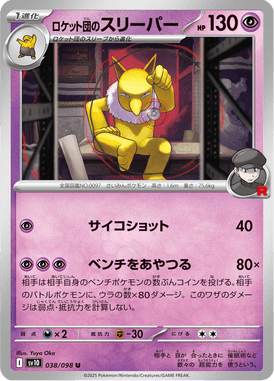 1進化
ロケット団のスリーパー
HP 130
ロケット団のスリープから進化
全国図鑑NO.0097 さいみんポケモン 高さ:1.6m 重さ:75.6kg
サイコショット 40
ベンチをあやつる 80×
相手は相手自身のベンチポケモンの数ぶんコインを投げる。相手
のバトルポケモンに、ウラの数×80ダメージ。このワザのダメー
ジは弱点・抵抗力を計算しない。
弱点 ×2 抵抗力 -30 にげる
illus. Yuya Oka
SV10 038/098 U
©2025 Pokémon/Nintendo/Creatures/GAME FREAK.
R